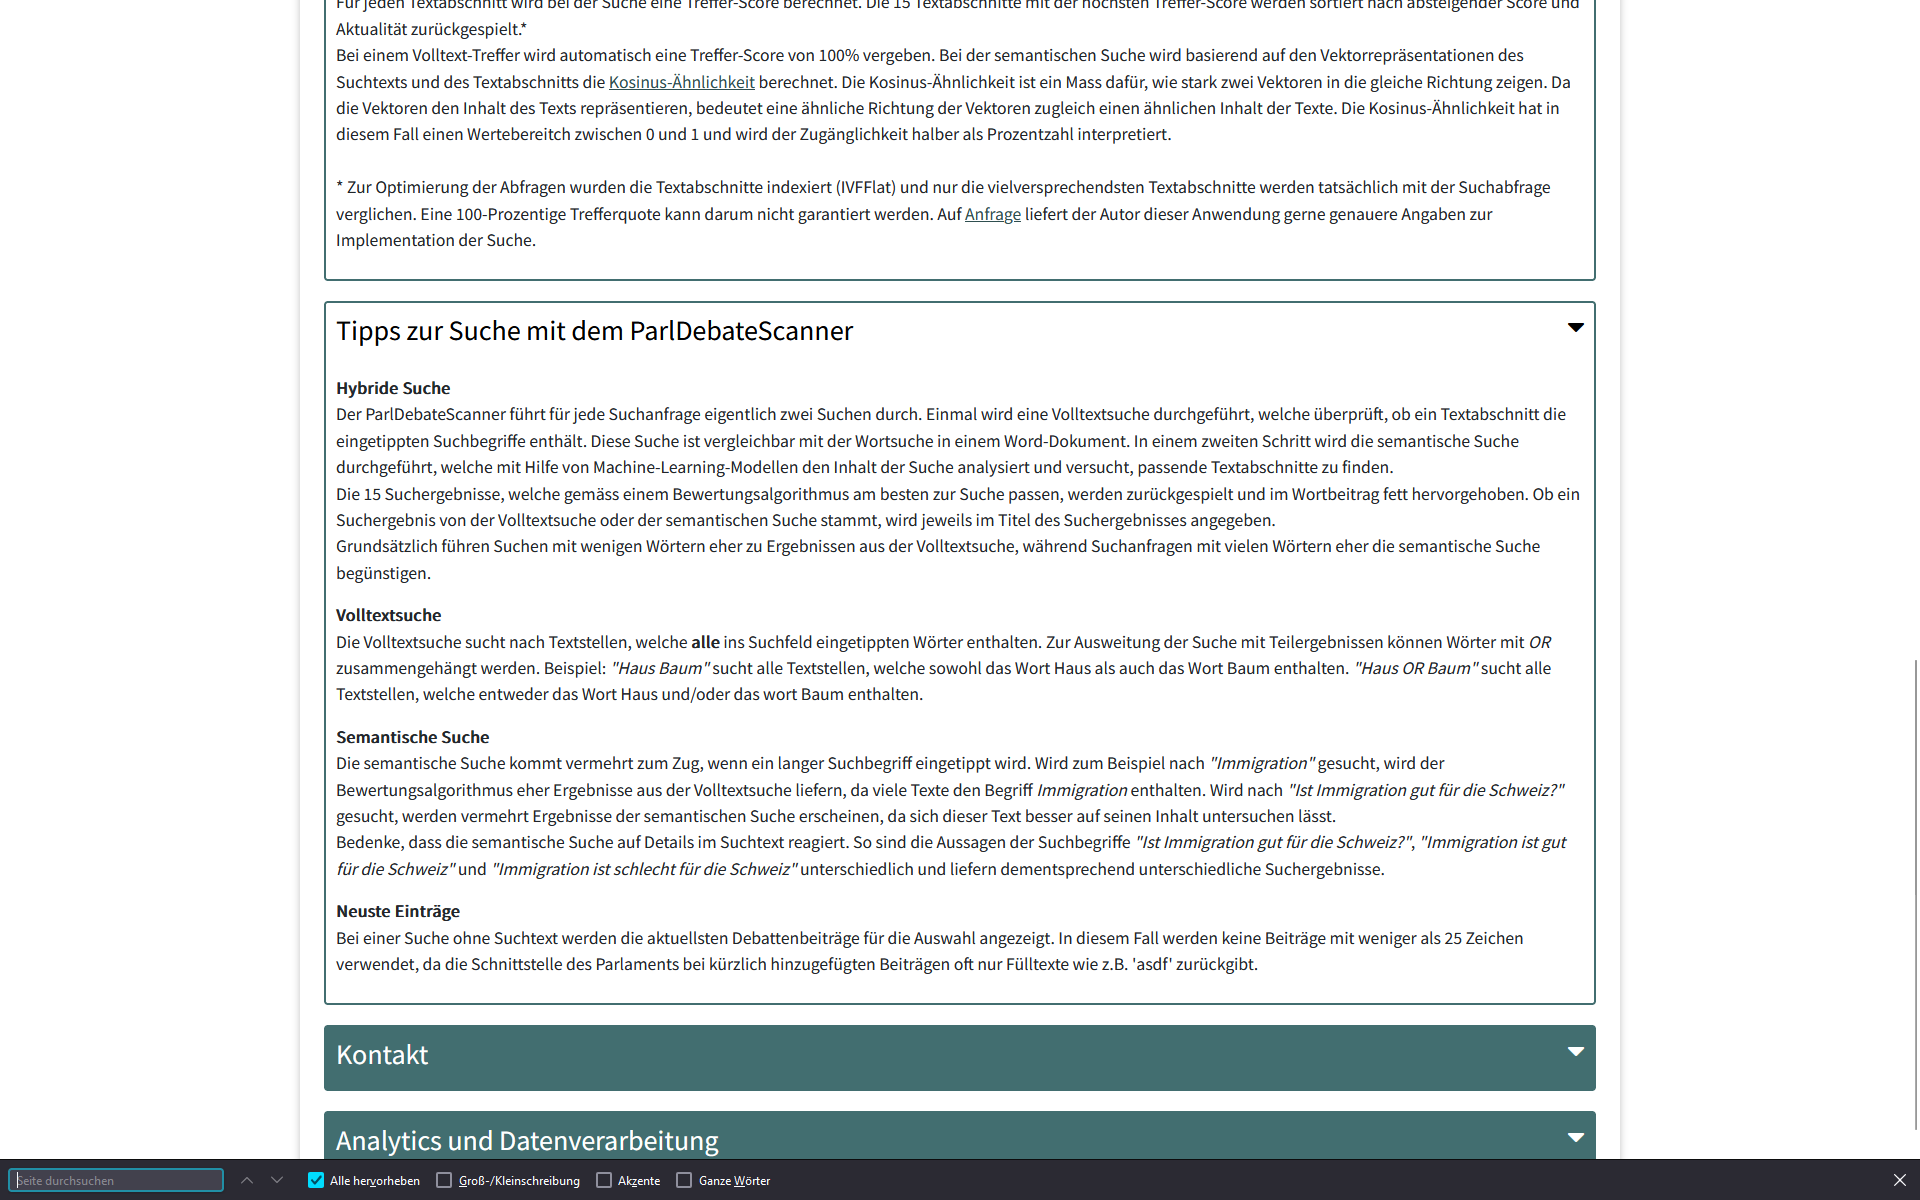 Für jeden Textabschnitt wird bei der Suche eine Treffer-Score berechnet. Die 15 Textabschnitte mit der höchsten Treffer-Score werden sortiert nach absteigender Score und
Aktualität zurückgespielt.*
Bei einem Volltext-Treffer wird automatisch eine Treffer-Score von 100% vergeben. Bei der semantischen Suche wird basierend auf den Vektorrepräsentationen des
Suchtexts und des Textabschnitts die Kosinus-Ähnlichkeit berechnet. Die Kosinus-Ähnlichkeit ist ein Mass dafür, wie stark zwei Vektoren in die gleiche Richtung zeigen. Da
die Vektoren den Inhalt des Texts repräsentieren, bedeutet eine ähnliche Richtung der Vektoren zugleich einen ähnlichen Inhalt der Texte. Die Kosinus-Ähnlichkeit hat in
diesem Fall einen Wertebereitch zwischen 0 und 1 und wird der Zugänglichkeit halber als Prozentzahl interpretiert.
* Zur Optimierung der Abfragen wurden die Textabschnitte indexiert (IVFFlat) und nur die vielversprechendsten Textabschnitte werden tatsächlich mit der Suchabfrage
verglichen. Eine 100-Prozentige Trefferquote kann darum nicht garantiert werden. Auf Anfrage liefert der Autor dieser Anwendung gerne genauere Angaben zur
Implementation der Suche.
Tipps zur Suche mit dem ParlDebateScanner
Hybride Suche
Der ParlDebateScanner führt für jede Suchanfrage eigentlich zwei Suchen durch. Einmal wird eine Volltextsuche durchgeführt, welche überprüft, ob ein Textabschnitt die
eingetippten Suchbegriffe enthält. Diese Suche ist vergleichbar mit der Wortsuche in einem Word-Dokument. In einem zweiten Schritt wird die semantische Suche
durchgeführt, welche mit Hilfe von Machine-Learning-Modellen den Inhalt der Suche analysiert und versucht, passende Textabschnitte zu finden.
Die 15 Suchergebnisse, welche gemäss einem Bewertungsalgorithmus am besten zur Suche passen, werden zurückgespielt und im Wortbeitrag fett hervorgehoben. Ob ein
Suchergebnis von der Volltextsuche oder der semantischen Suche stammt, wird jeweils im Titel des Suchergebnisses angegeben.
Grundsätzlich führen Suchen mit wenigen Wörtern eher zu Ergebnissen aus der Volltextsuche, während Suchanfragen mit vielen Wörtern eher die semantische Suche
begünstigen.
Volltextsuche
Die Volltextsuche sucht nach Textstellen, welche alle ins Suchfeld eingetippten Wörter enthalten. Zur Ausweitung der Suche mit Teilergebnissen können Wörter mit OR
zusammengehängt werden. Beispiel: "Haus Baum" sucht alle Textstellen, welche sowohl das Wort Haus als auch das Wort Baum enthalten. "Haus OR Baum" sucht alle
Textstellen, welche entweder das Wort Haus und/oder das wort Baum enthalten.
Semantische Suche
Die semantische Suche kommt vermehrt zum Zug, wenn ein langer Suchbegriff eingetippt wird. Wird zum Beispiel nach "Immigration" gesucht, wird der
Bewertungsalgorithmus eher Ergebnisse aus der Volltextsuche liefern, da viele Texte den Begriff Immigration enthalten. Wird nach "Ist Immigration gut für die Schweiz?"
gesucht, werden vermehrt Ergebnisse der semantischen Suche erscheinen, da sich dieser Text besser auf seinen Inhalt untersuchen lässt.
Bedenke, dass die semantische Suche auf Details im Suchtext reagiert. So sind die Aussagen der Suchbegriffe "Ist Immigration gut für die Schweiz?", "Immigration ist gut
für die Schweiz" und "Immigration ist schlecht für die Schweiz" unterschiedlich und liefern dementsprechend unterschiedliche Suchergebnisse.
Neuste Einträge
Bei einer Suche ohne Suchtext werden die aktuellsten Debattenbeiträge für die Auswahl angezeigt. In diesem Fall werden keine Beiträge mit weniger als 25 Zeichen
verwendet, da die Schnittstelle des Parlaments bei kürzlich hinzugefügten Beiträgen oft nur Fülltexte wie z.B. 'asdf' zurückgibt.
Kontakt
Analytics und Datenverarbeitung
Seite durchsuchen Alle hervorheben Groß-/Kleinschreibung Akzente Ganze Wörter